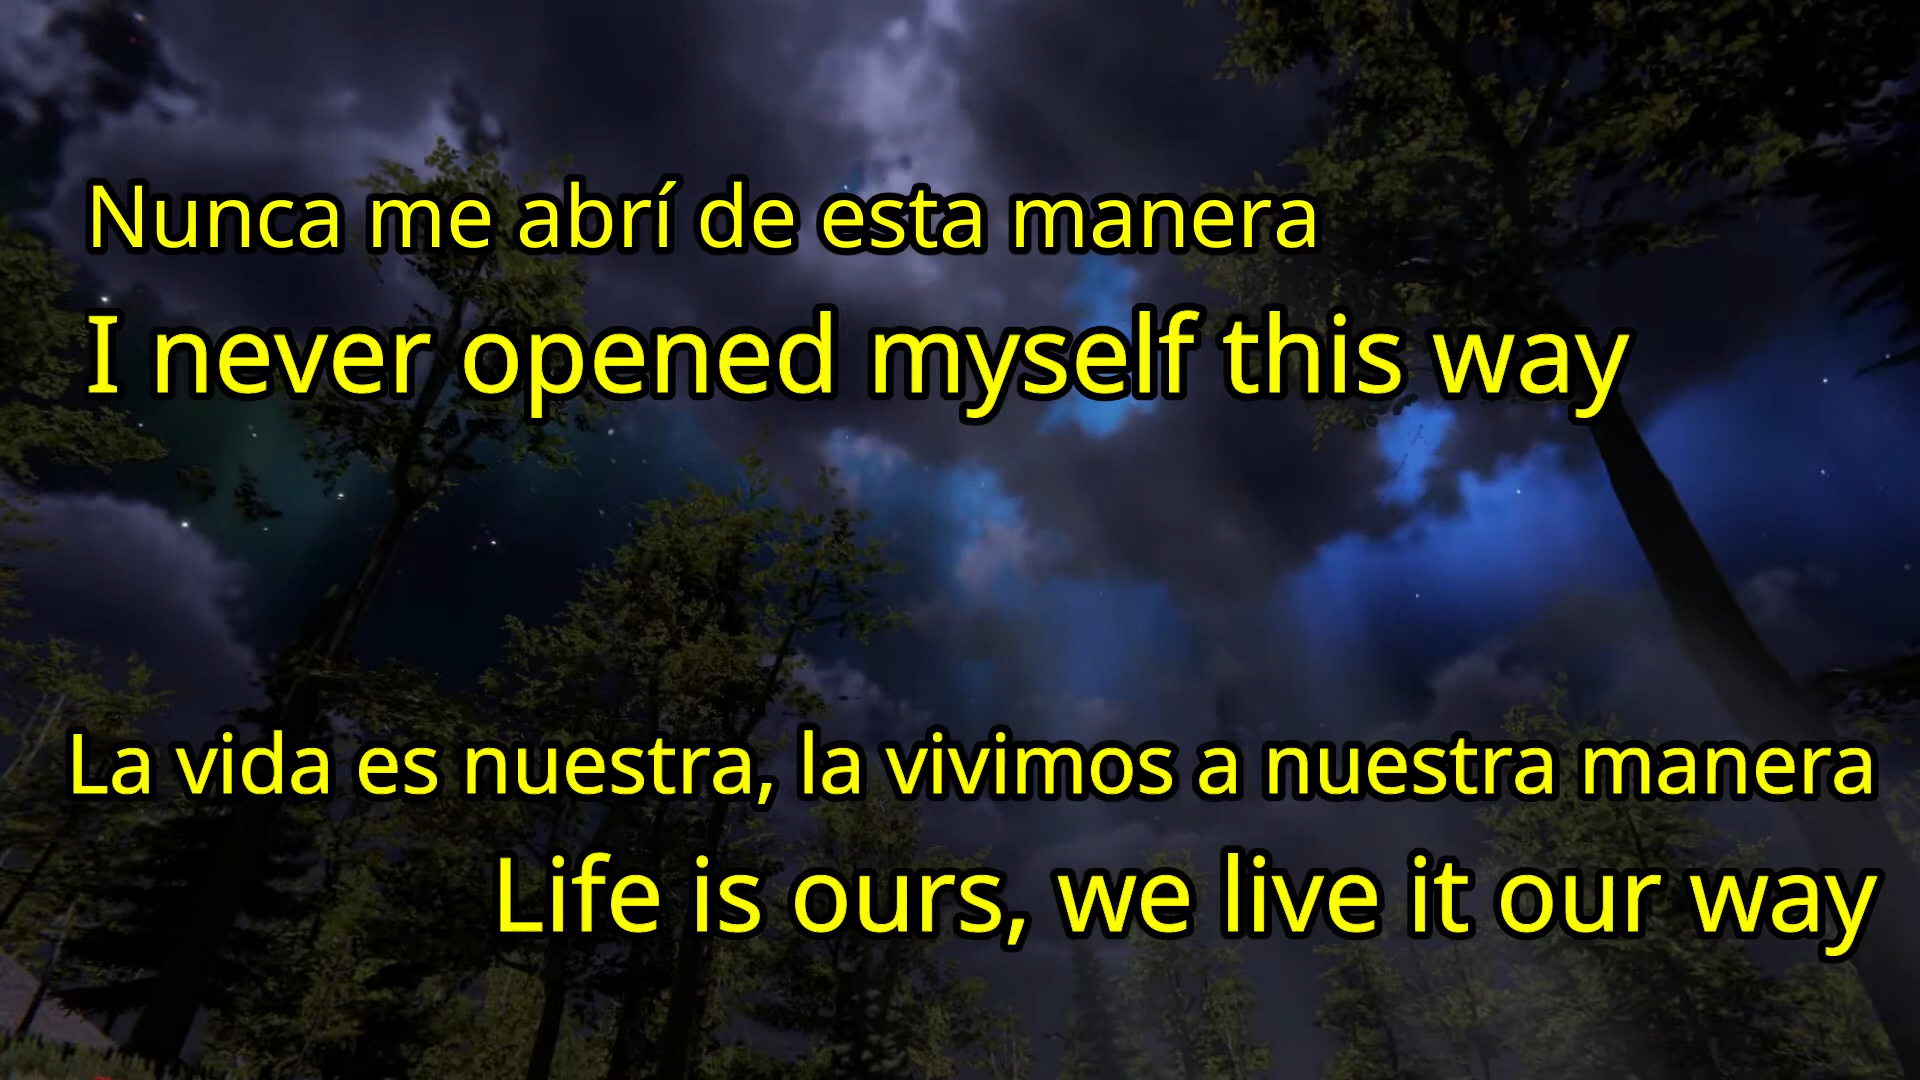 Nunca me abrí de esta manera
I never opened myself this way
La vida es nuestra, la vivimos a nuestra manera
Life is ours, we live it our way